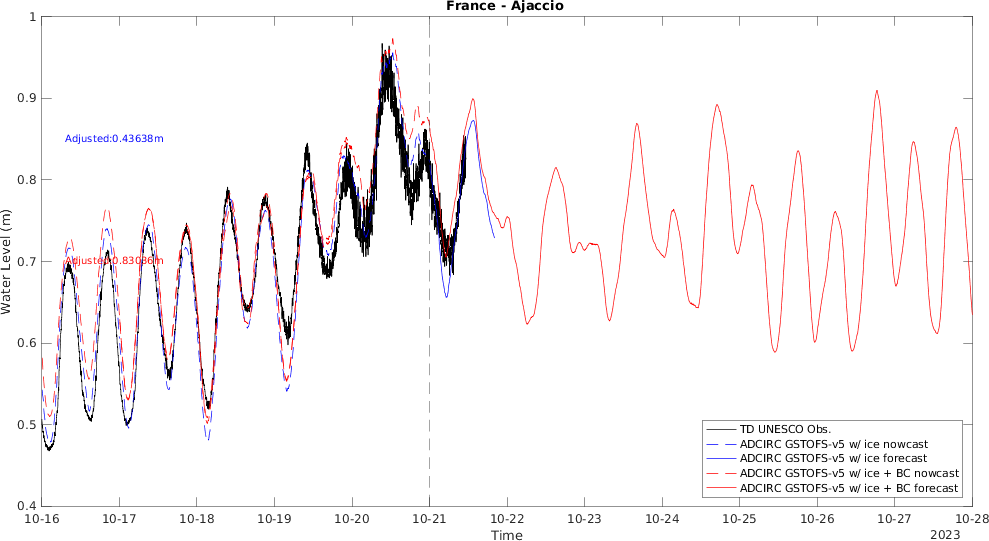 France - Ajaccio
1
0.9
0.8
0.7
0.6
0.5
0.4
Water Level (m)
Adjusted:0.43638m
Adjusted:0.83086m
TD UNESCO Obs.
ADCIRC GSTOFS-v5 w/ ice nowcast
ADCIRC GSTOFS-v5 w/ ice forecast
ADCIRC GSTOFS-v5 w/ ice + BC nowcast
ADCIRC GSTOFS-v5 w/ ice + BC forecast
10-16 10-17 10-18 10-19 10-20 10-21 10-22 10-23 10-24 10-25 10-26 10-27 10-28
Time
2023